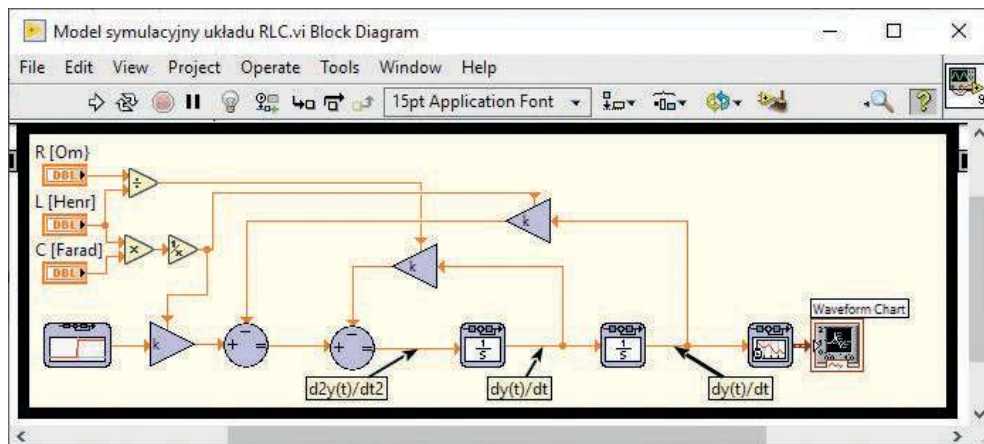 Model symulacyjny układu RLC.vi Block Diagram
File Edit View Project Operate Tools Window Help
15pt Application Font
R [Om}
DBL
L [Henr]
DBL
C [Farad]
DBL
÷
×
1/x
k
k
k
+ − =
+ − =
1/s
1/s
Waveform Chart
d2y(t)/dt2
dy(t)/dt
dy(t)/dt